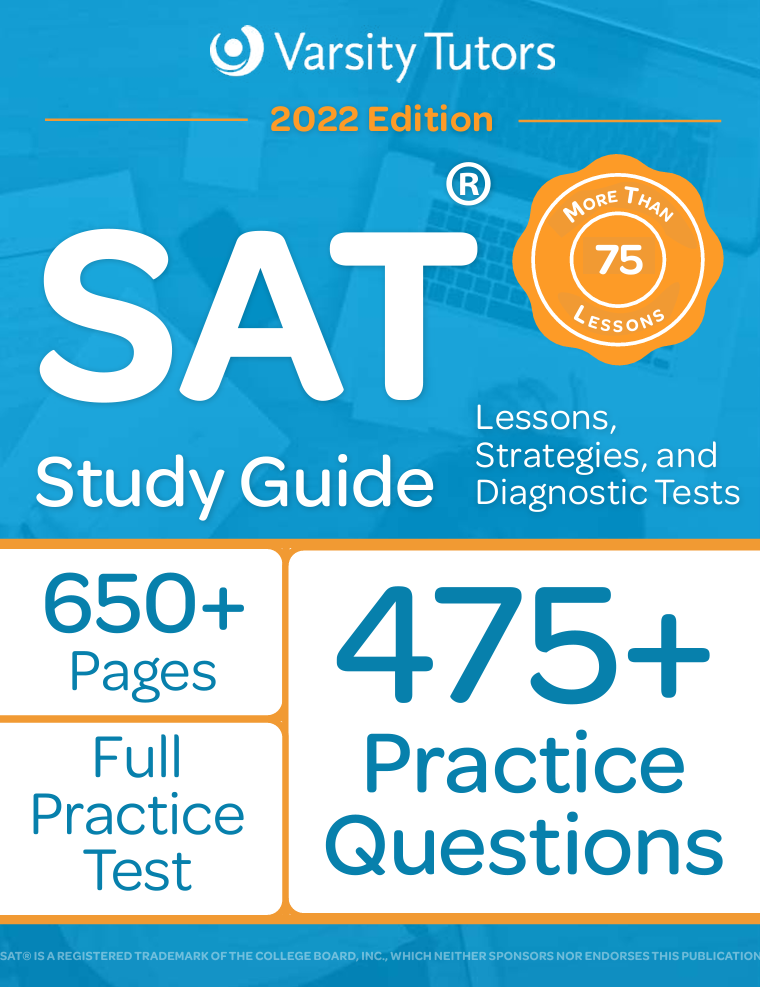 Varsity Tutors
2022 Edition
SAT®
MORE THAN
75
LESSONS
Study Guide
Lessons,
Strategies, and
Diagnostic Tests
650+
Pages
Full
Practice
Test
475+
Practice
Questions
SAT® IS A REGISTERED TRADEMARK OF THE COLLEGE BOARD, INC., WHICH NEITHER SPONSORS NOR ENDORSES THIS PUBLICATION